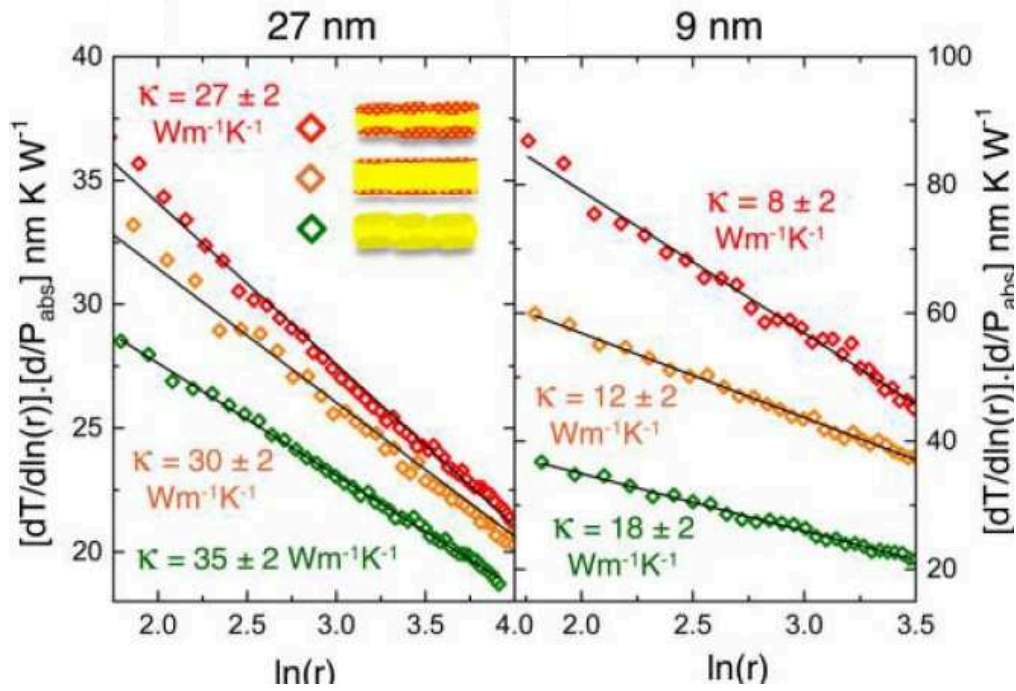 27 nm
9 nm
[dT/dln(r)].[d/P_abs] nm K W⁻¹
40
35
30
25
20
κ = 27 ± 2
Wm⁻¹K⁻¹
κ = 30 ± 2
Wm⁻¹K⁻¹
κ = 35 ± 2 Wm⁻¹K⁻¹
2.0 2.5 3.0 3.5 4.0
ln(r)
κ = 8 ± 2
Wm⁻¹K⁻¹
κ = 12 ± 2
Wm⁻¹K⁻¹
κ = 18 ± 2
Wm⁻¹K⁻¹
2.0 2.5 3.0 3.5
ln(r)
100
80
60
40
20
[dT/dln(r)].[d/P_abs] nm K W⁻¹